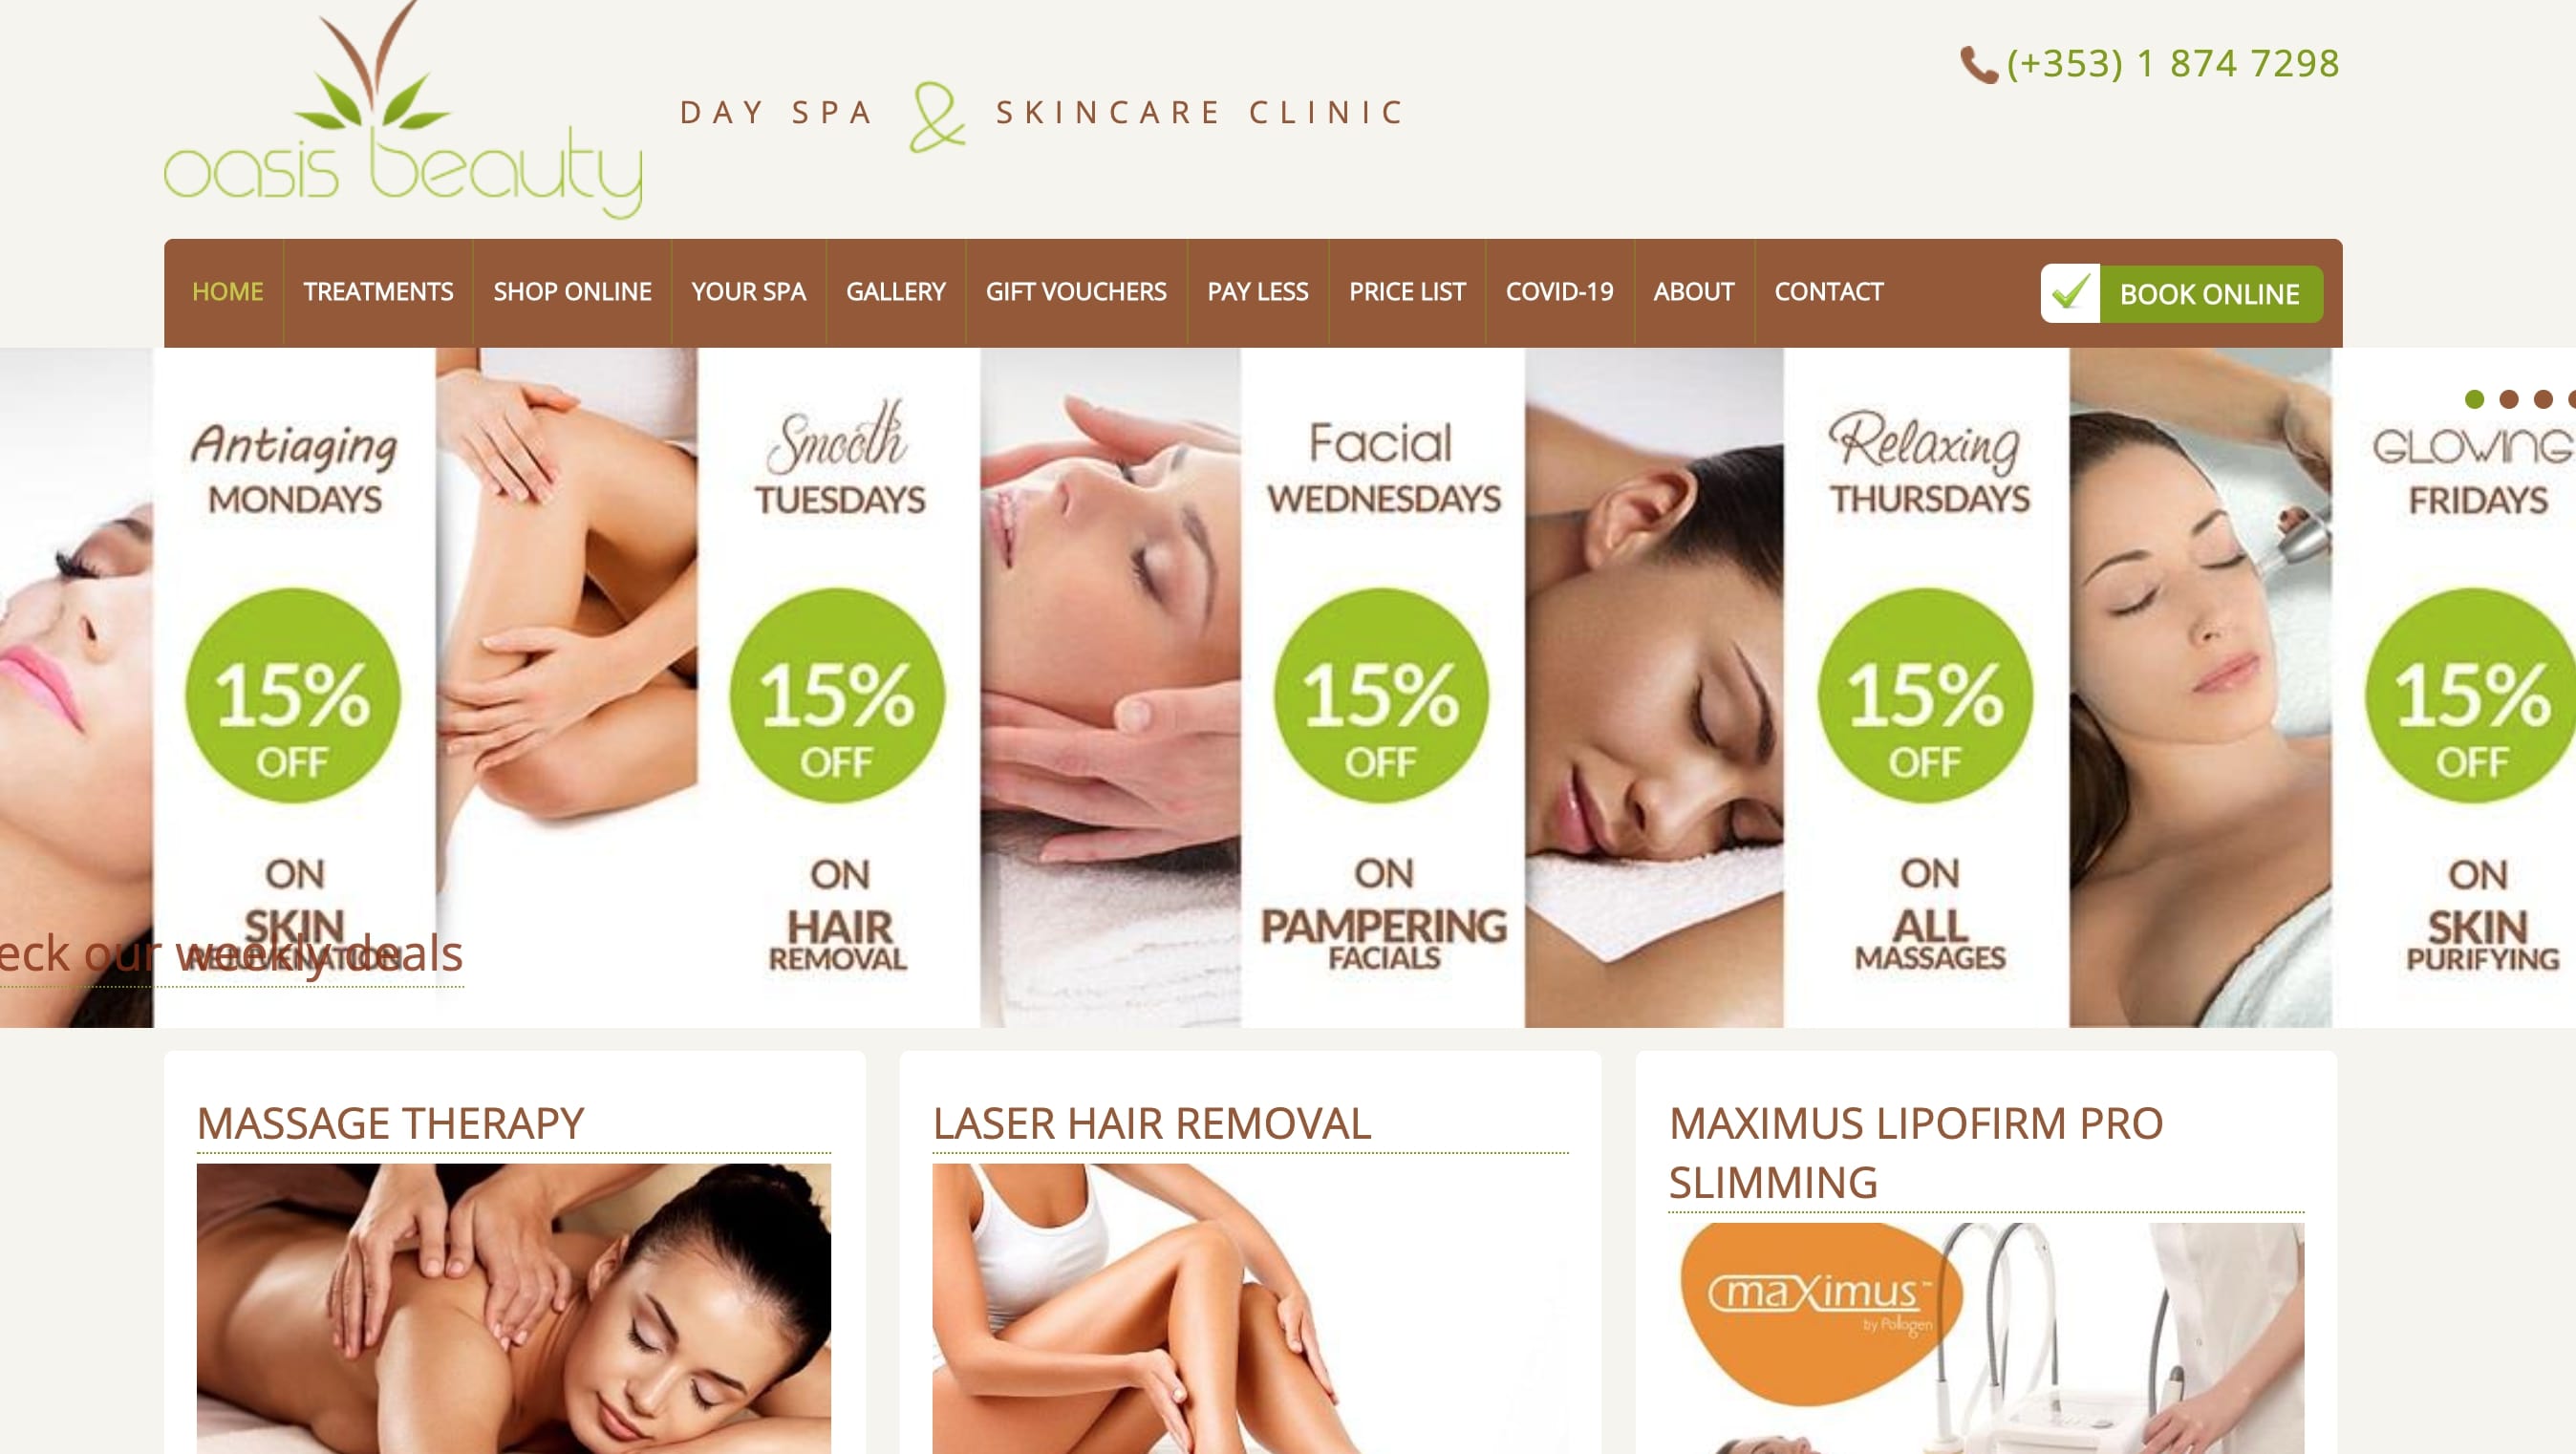 oasis beauty
DAY SPA & SKINCARE CLINIC
(+353) 1 874 7298
HOME TREATMENTS SHOP ONLINE YOUR SPA GALLERY GIFT VOUCHERS PAY LESS PRICE LIST COVID-19 ABOUT CONTACT BOOK ONLINE
Antiaging
MONDAYS
15%
OFF
ON
SKIN
REJUVENATION
Smooth
TUESDAYS
15%
OFF
ON
HAIR
REMOVAL
Facial
WEDNESDAYS
15%
OFF
ON
PAMPERING
FACIALS
Relaxing
THURSDAYS
15%
OFF
ON
ALL
MASSAGES
GLOWING
FRIDAYS
15%
OFF
ON
SKIN
PURIFYING
eck our weekly deals
MASSAGE THERAPY
LASER HAIR REMOVAL
MAXIMUS LIPOFIRM PRO
SLIMMING
maXimus™
by Pollogen